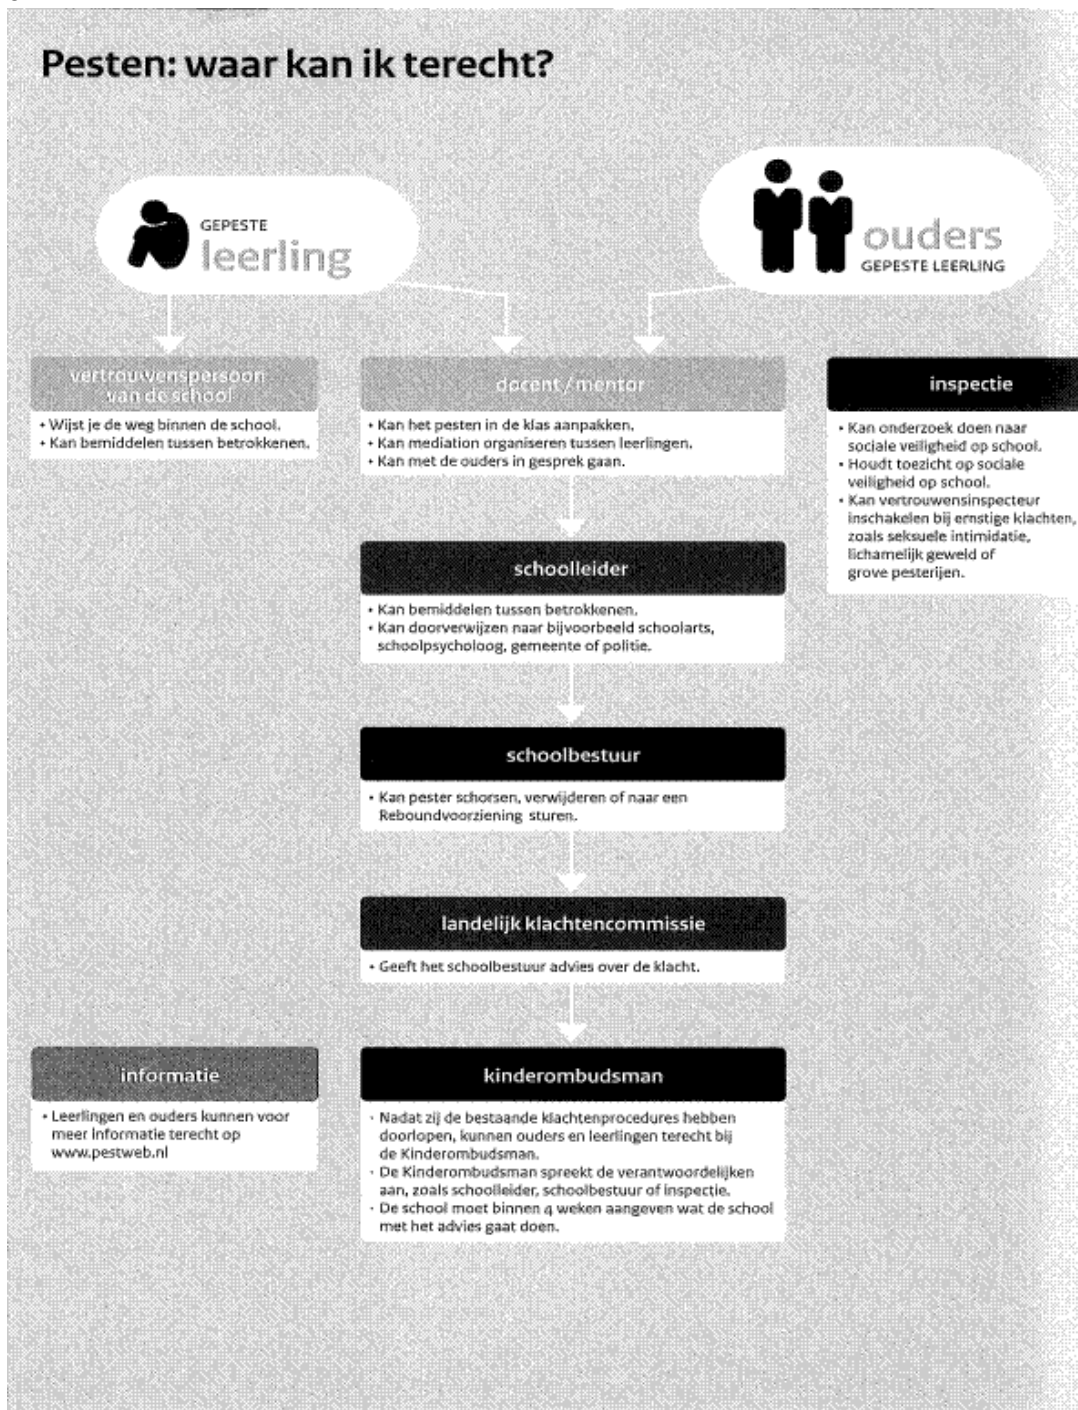 Pesten: waar kan ik terecht?
GEPESTE
leerling
ouders
GEPESTE LEERLING
vertrouwenspersoon
van de school
• Wijst je de weg binnen de school.
• Kan bemiddelen tussen betrokkenen.
docent/mentor
• Kan het pesten in de klas aanpakken.
• Kan mediation organiseren tussen leerlingen.
• Kan met de ouders in gesprek gaan.
inspectie
• Kan onderzoek doen naar
sociale veiligheid op school.
• Houdt toezicht op sociale
veiligheid op school.
• Kan vertrouwensinspecteur
inschakelen bij ernstige klachten,
zoals seksuele intimidatie,
lichamelijk geweld of
grove pesterijen.
schoolleider
• Kan bemiddelen tussen betrokkenen.
• Kan doorverwijzen naar bijvoorbeeld schoolarts,
schoolpsycholoog, gemeente of politie.
schoolbestuur
• Kan pester schorsen, verwijderen of naar een
Reboundvoorziening sturen.
landelijk klachtencommissie
• Geeft het schoolbestuur advies over de klacht.
informatie
• Leerlingen en ouders kunnen voor
meer informatie terecht op
www.pestweb.nl
kinderombudsman
· Nadat zij de bestaande klachtenprocedures hebben
doorlopen, kunnen ouders en leerlingen terecht bij
de Kinderombudsman.
· De Kinderombudsman spreekt de verantwoordelijken
aan, zoals schoolleider, schoolbestuur of inspectie.
· De school moet binnen 4 weken aangeven wat de school
met het advies gaat doen.